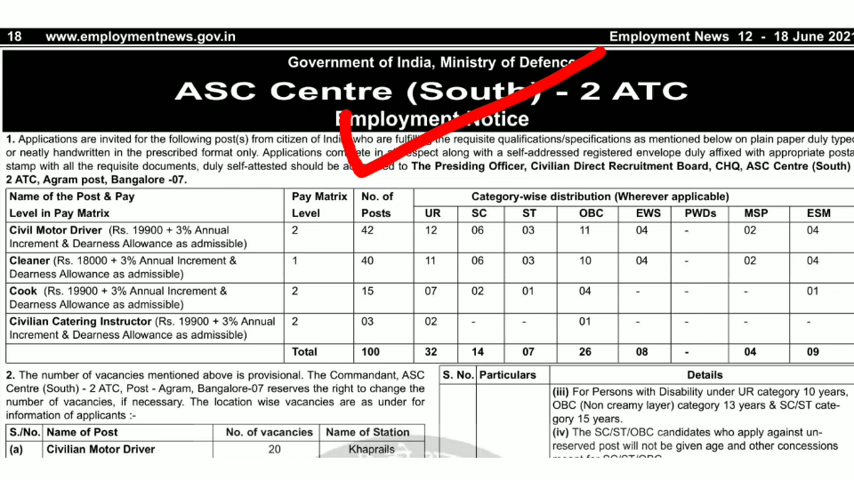 18 www.employmentnews.gov.in Employment News 12 - 18 June 2021
Government of India, Ministry of Defence
ASC Centre (South) - 2 ATC
Employment Notice
1. Applications are invited for the following post(s) from citizen of India who are fulfilling the requisite qualifications/specifications as mentioned below on plain paper duly typed
or neatly handwritten in the prescribed format only. Applications complete in all respect along with a self-addressed registered envelope duly affixed with appropriate posta
stamp with all the requisite documents, duly self-attested should be to The Presiding Officer, Civilian Direct Recruitment Board, CHQ, ASC Centre (South)
2 ATC, Agram post, Bangalore -07.
Name of the Post & Pay Pay Matrix No. of Category-wise distribution (Wherever applicable)
Level in Pay Matrix Level Posts UR SC ST OBC EWS PWDs MSP ESM
Civil Motor Driver (Rs. 19900 + 3% Annual 2 42 12 06 03 11 04 - 02 04
Increment & Dearness Allowance as admissible)
Cleaner (Rs. 18000 + 3% Annual Increment & 1 40 11 06 03 10 04 - 02 04
Dearness Allowance as admissible)
Cook (Rs. 19900 + 3% Annual Increment & 2 15 07 02 01 04 - - - 01
Dearness Allowance as admissible)
Civilian Catering Instructor (Rs. 19900 + 3% Annual 2 03 02 - - 01 - - - -
Increment & Dearness Allowance as admissible)
Total 100 32 14 07 26 08 - 04 09
2. The number of vacancies mentioned above is provisional. The Commandant, ASC
Centre (South) - 2 ATC, Post - Agram, Bangalore-07 reserves the right to change the
number of vacancies, if necessary. The location wise vacancies are as under for
information of applicants :-
S./No. Name of Post No. of vacancies Name of Station
(a) Civilian Motor Driver 20 Khaprails
S. No. Particulars Details
(iii) For Persons with Disability under UR category 10 years,
OBC (Non creamy layer) category 13 years & SC/ST cate-
gory 15 years.
(iv) The SC/ST/OBC candidates who apply against un-
reserved post will not be given age and other concessions